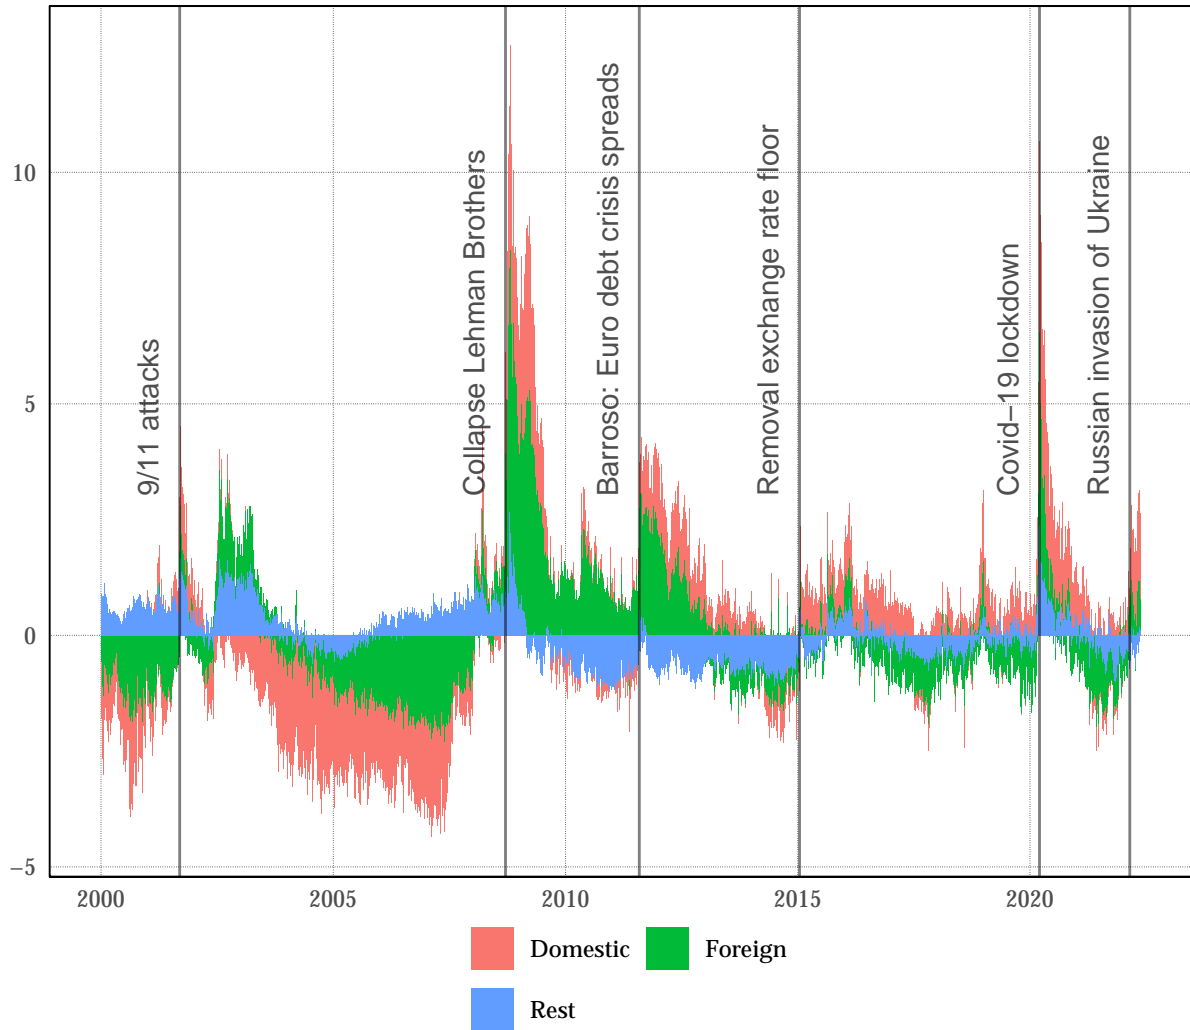 10
5
0
−5
9/11 attacks
Collapse Lehman Brothers
Barroso: Euro debt crisis spreads
Removal exchange rate floor
Covid−19 lockdown
Russian invasion of Ukraine
2000
2005
2010
2015
2020
Domestic
Foreign
Rest